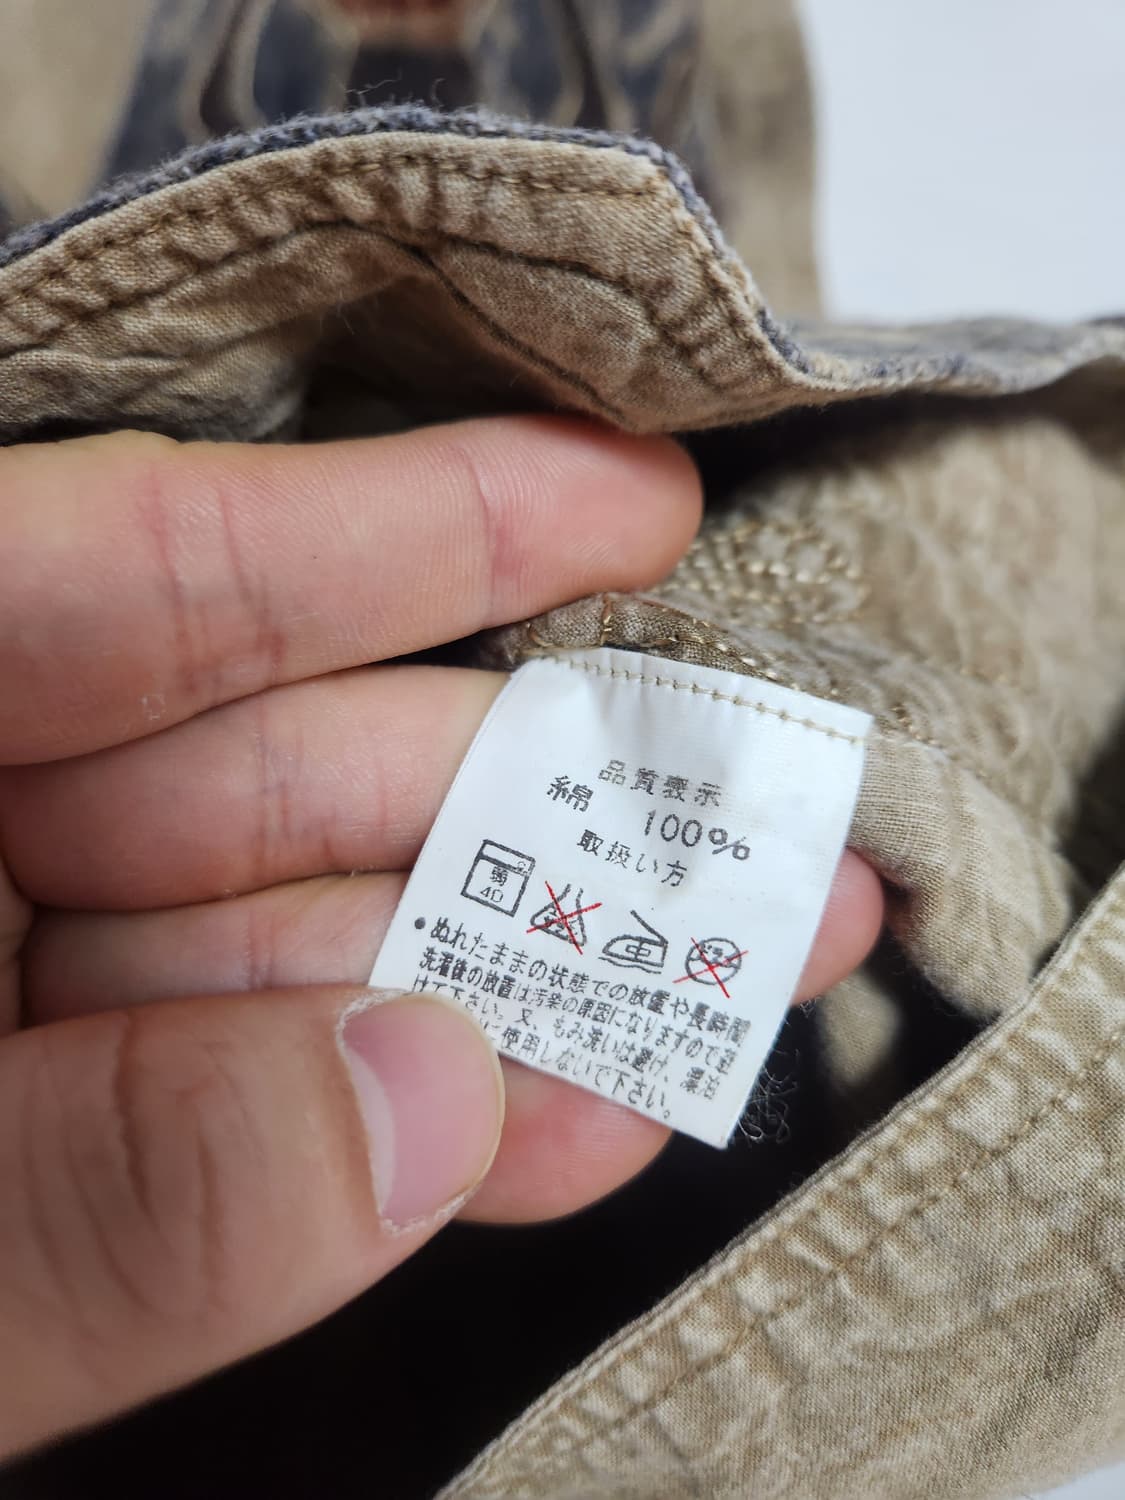 品質表示
綿 100%
取扱い方
弱
40
中
•ぬれたままの状態での放置や長時間
洗濯後の放置は汚染の原因になりますので避
けて下さい。又、もみ洗いは避け、漂泊
に使用しないで下さい。